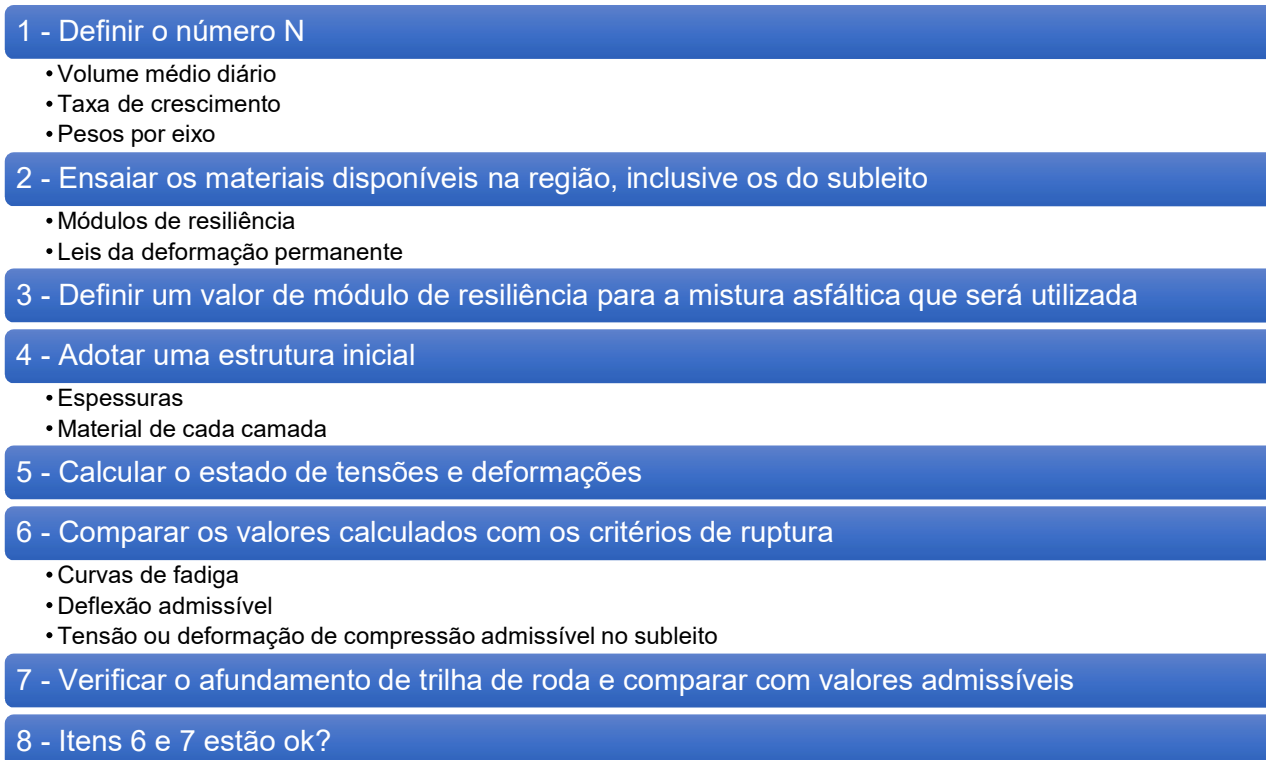 1 - Definir o número N
• Volume médio diário
• Taxa de crescimento
• Pesos por eixo
2 - Ensaiar os materiais disponíveis na região, inclusive os do subleito
• Módulos de resiliência
• Leis da deformação permanente
3 - Definir um valor de módulo de resiliência para a mistura asfáltica que será utilizada
4 - Adotar uma estrutura inicial
• Espessuras
• Material de cada camada
5 - Calcular o estado de tensões e deformações
6 - Comparar os valores calculados com os critérios de ruptura
• Curvas de fadiga
• Deflexão admissível
• Tensão ou deformação de compressão admissível no subleito
7 - Verificar o afundamento de trilha de roda e comparar com valores admissíveis
8 - Itens 6 e 7 estão ok?